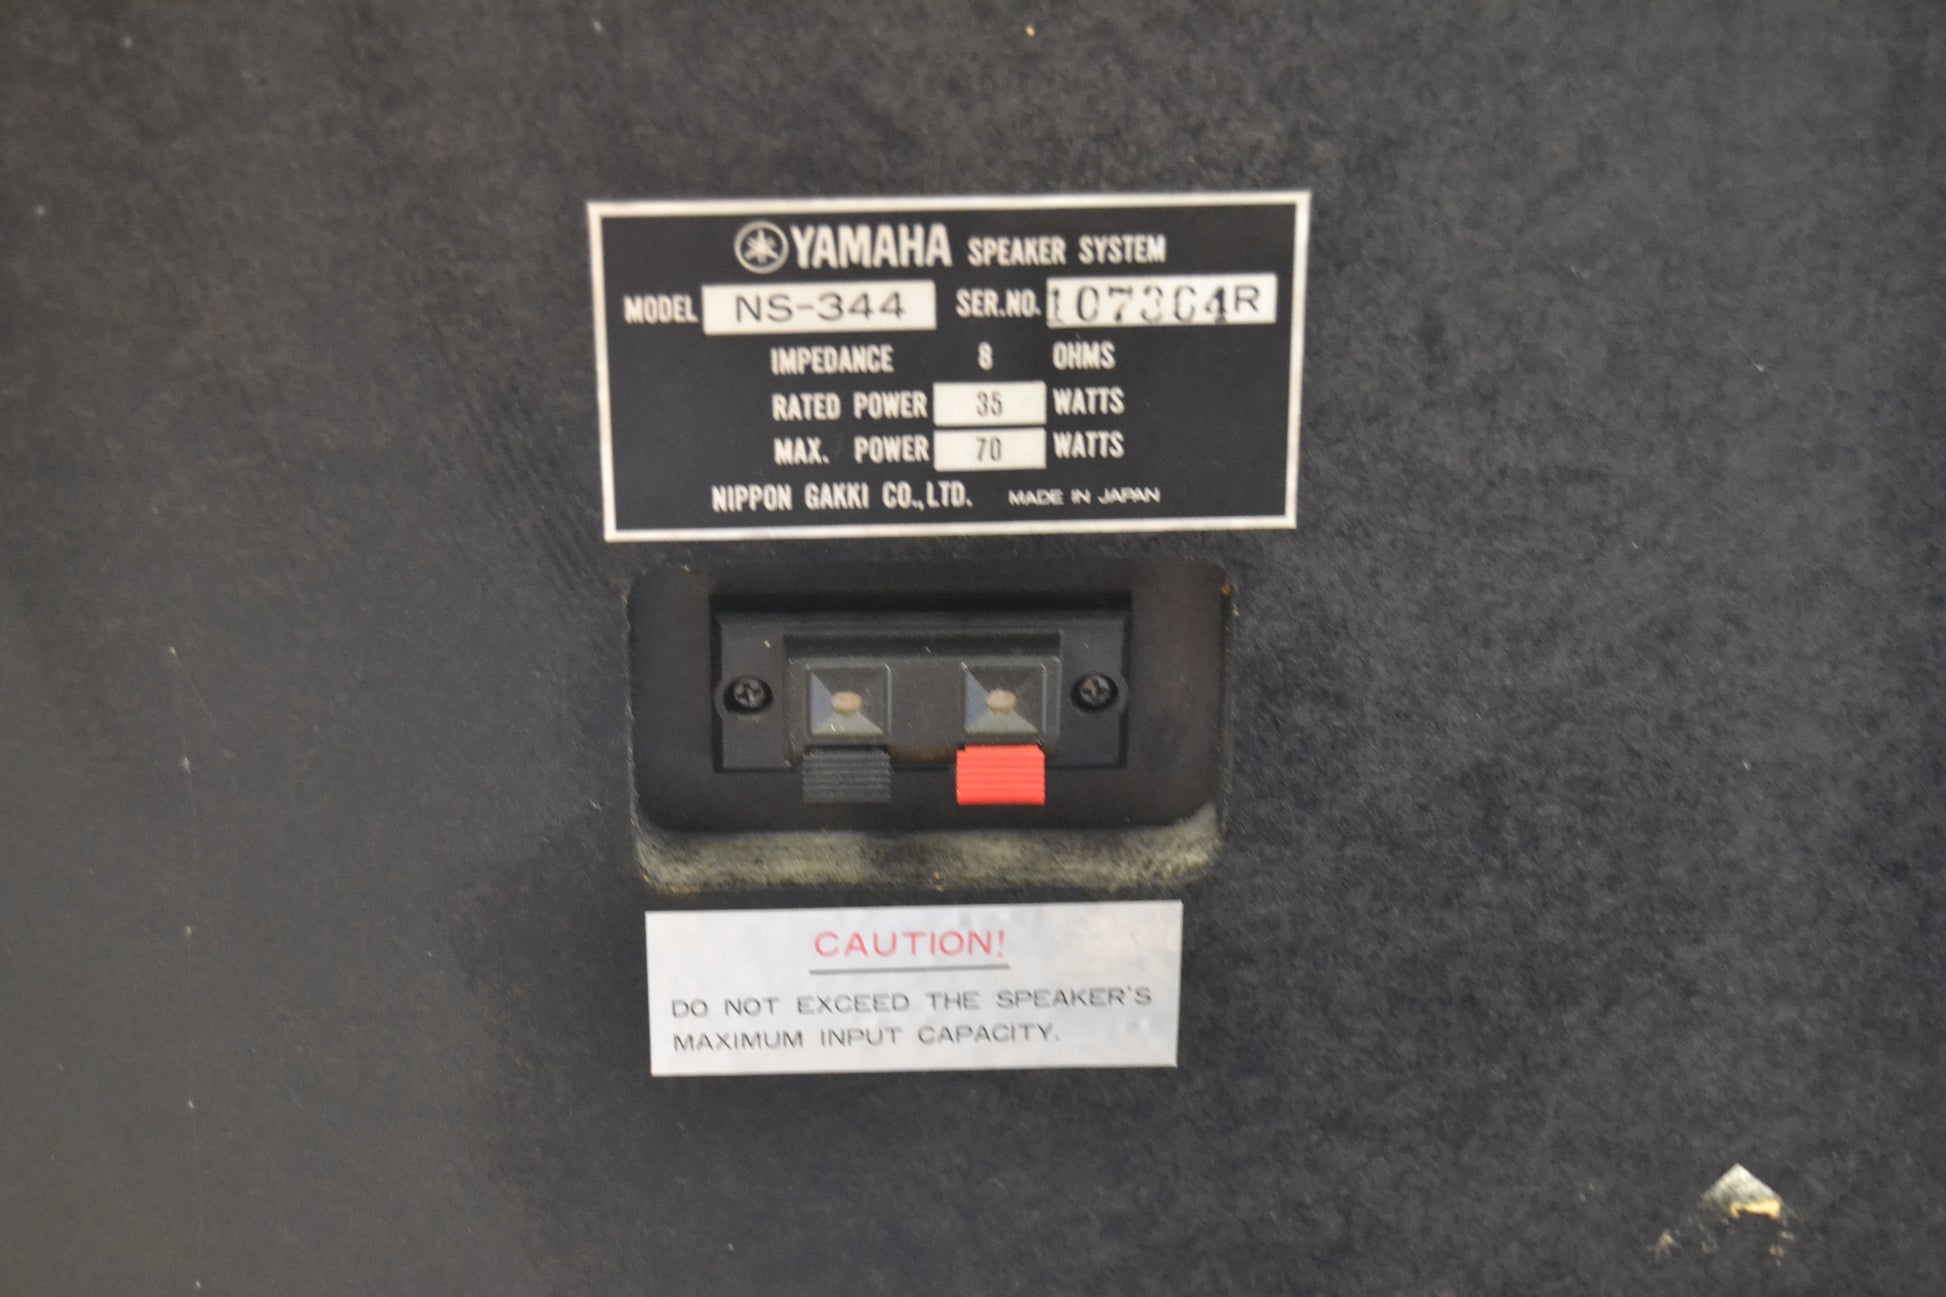 YAMAHA SPEAKER SYSTEM
MODEL NS-344 SER.NO. 107364R
IMPEDANCE 8 OHMS
RATED POWER 35 WATTS
MAX. POWER 70 WATTS
NIPPON GAKKI CO.,LTD. MADE IN JAPAN
CAUTION!
DO NOT EXCEED THE SPEAKER'S
MAXIMUM INPUT CAPACITY.